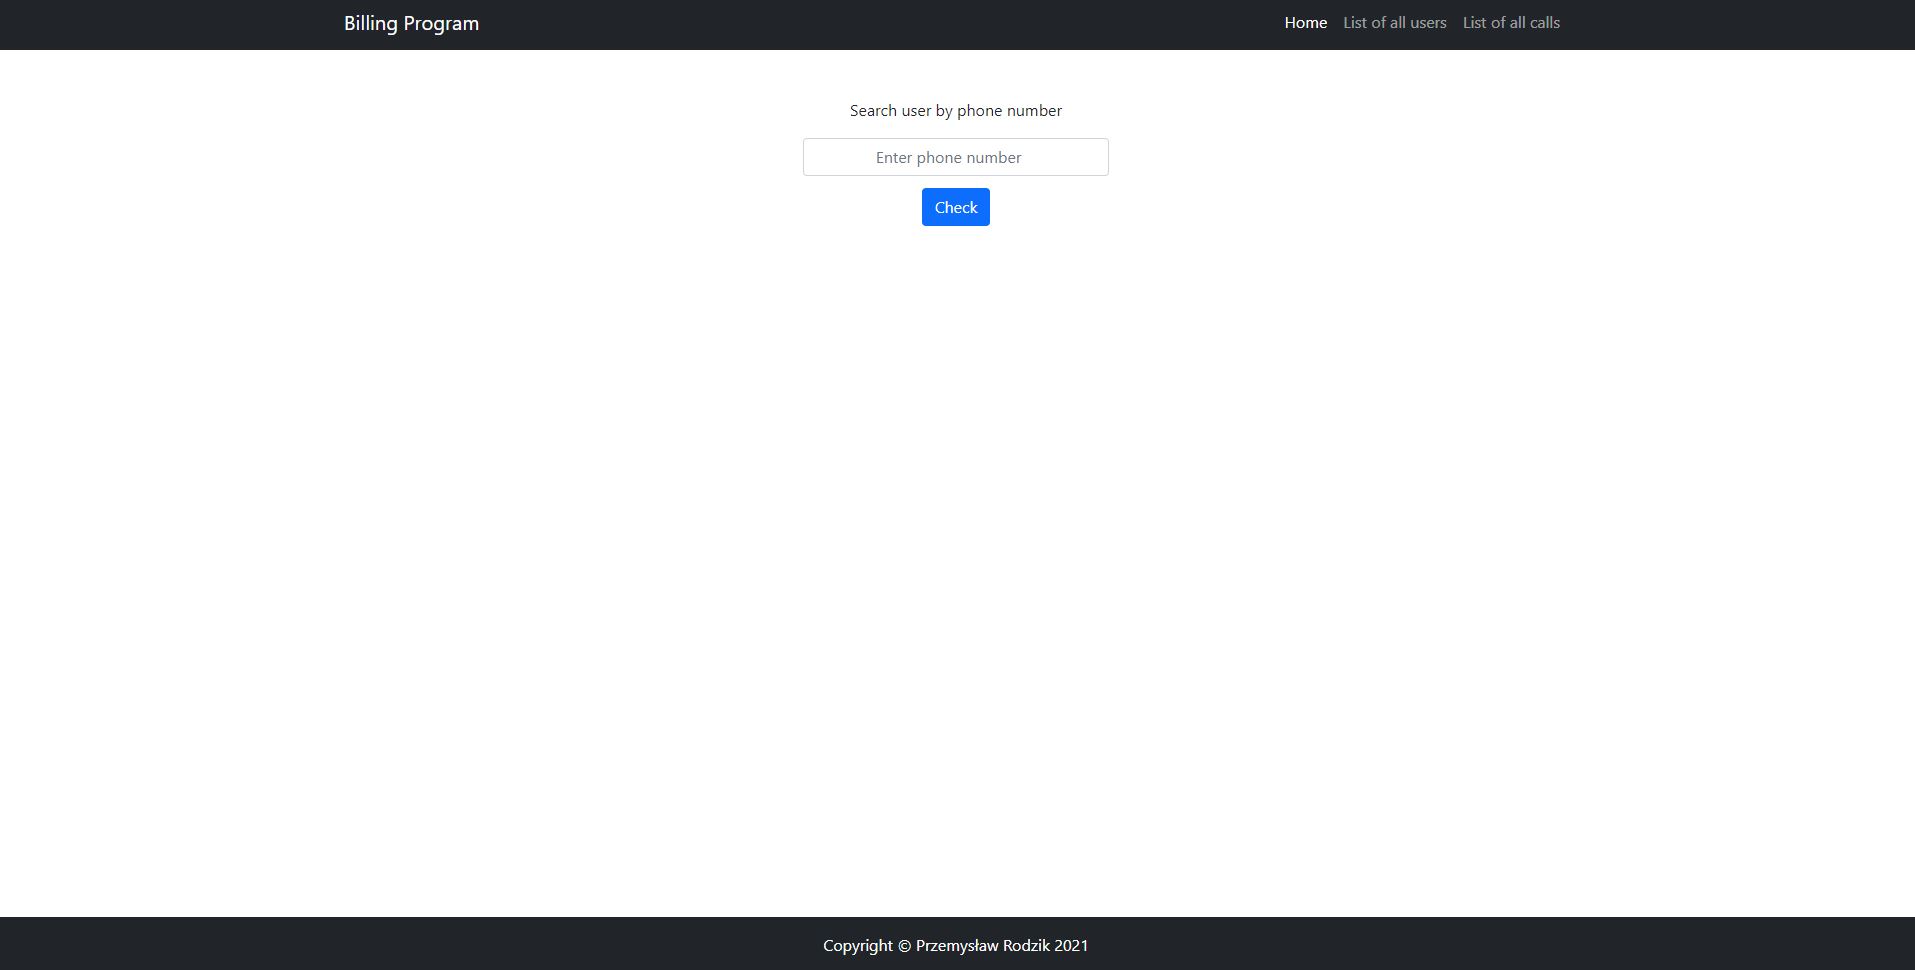 Billing Program
Home List of all users List of all calls
Search user by phone number
Enter phone number
Check
Copyright © Przemysław Rodzik 2021